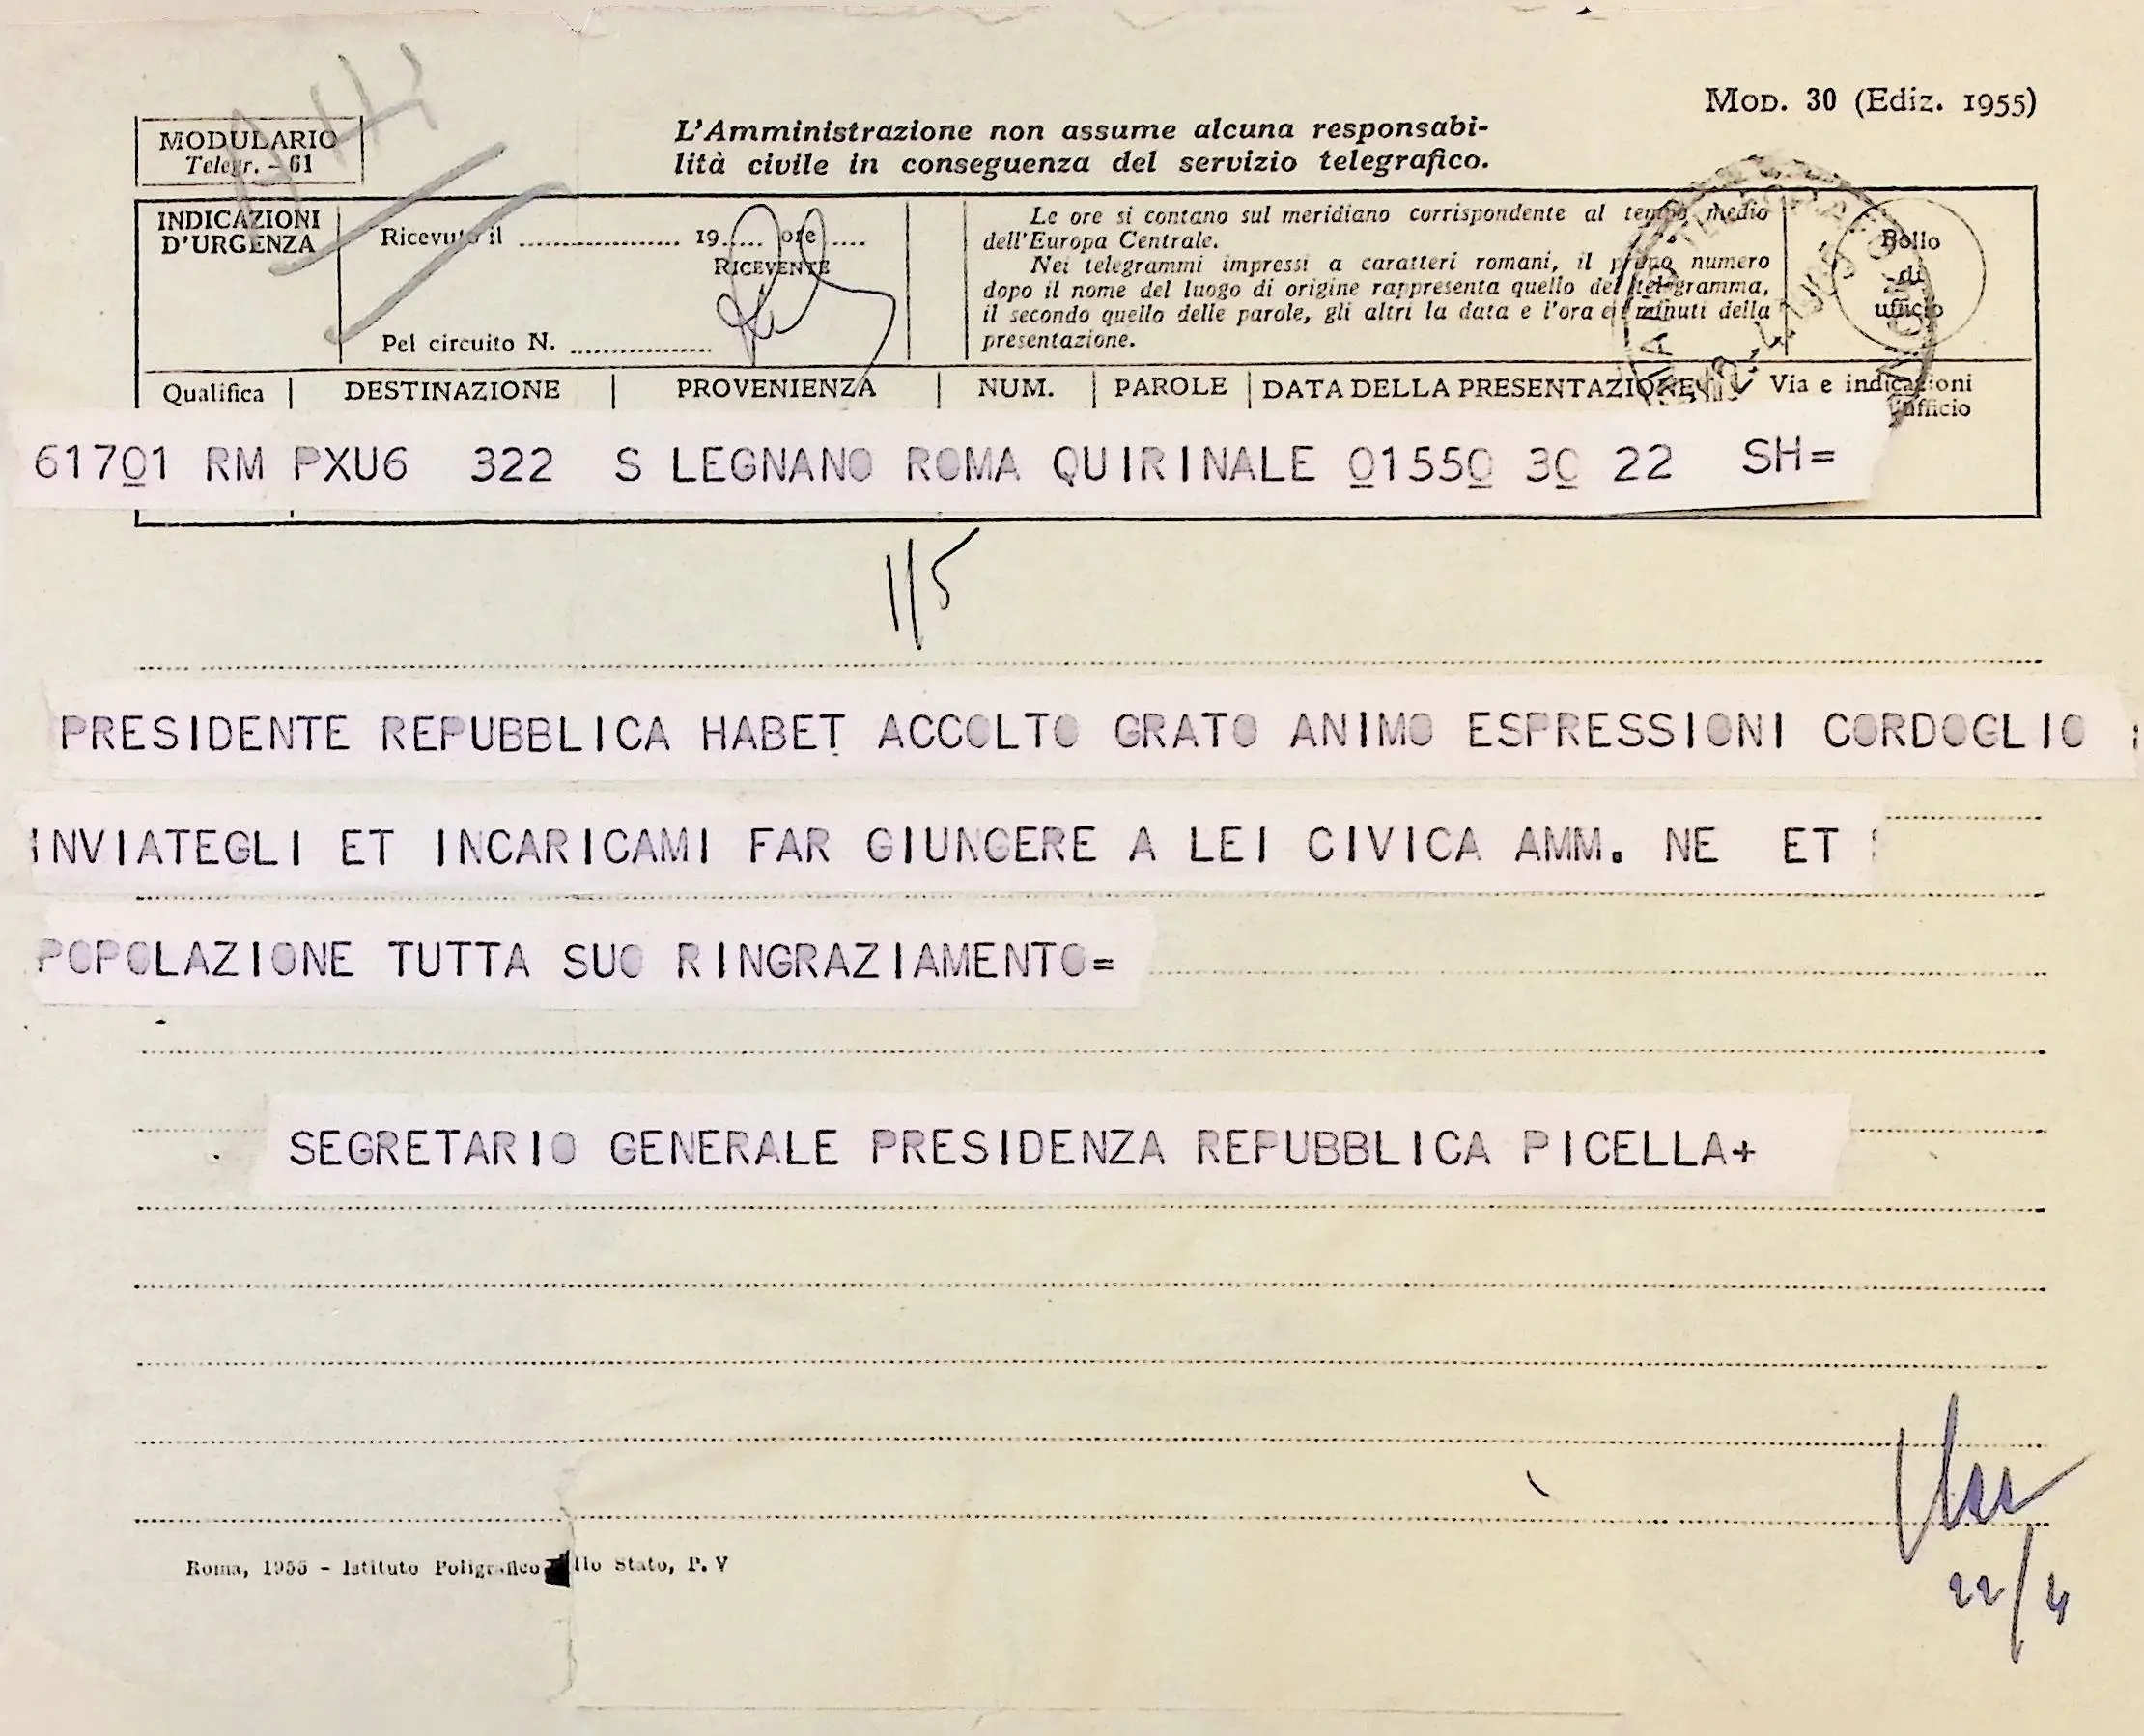 Mod. 30 (Ediz. 1955)
MODULARIO
Telegr. - 61
L'Amministrazione non assume alcuna responsabi-
lità civile in conseguenza del servizio telegrafico.
INDICAZIONI
D'URGENZA
Ricevuto il ................ 19..... ore .....
RICEVENTE
Pel circuito N. ................
Le ore si contano sul meridiano corrispondente al tempo medio
dell'Europa Centrale.
Nei telegrammi impressi a caratteri romani, il primo numero
dopo il nome del luogo di origine rappresenta quello del telegramma,
il secondo quello delle parole, gli altri la data e l'ora e i minuti della
presentazione.
Bollo
di
ufficio
Qualifica | DESTINAZIONE | PROVENIENZA | NUM. | PAROLE | DATA DELLA PRESENTAZIONE Via e indicazioni
ufficio
61701 RM PXU6 322 S LEGNANO ROMA QUIRINALE 01550 30 22 SH=
1/5
PRESIDENTE REPUBBLICA HABET ACCOLTO GRATO ANIMO ESPRESSIONI CORDOGLIO
INVIATEGLI ET INCARICAMI FAR GIUNGERE A LEI CIVICA AMM. NE ET
POPOLAZIONE TUTTA SUO RINGRAZIAMENTO=
SEGRETARIO GENERALE PRESIDENZA REPUBBLICA PICELLA+
22/4
Roma, 1955 - Istituto Poligrafico llo Stato, P. V